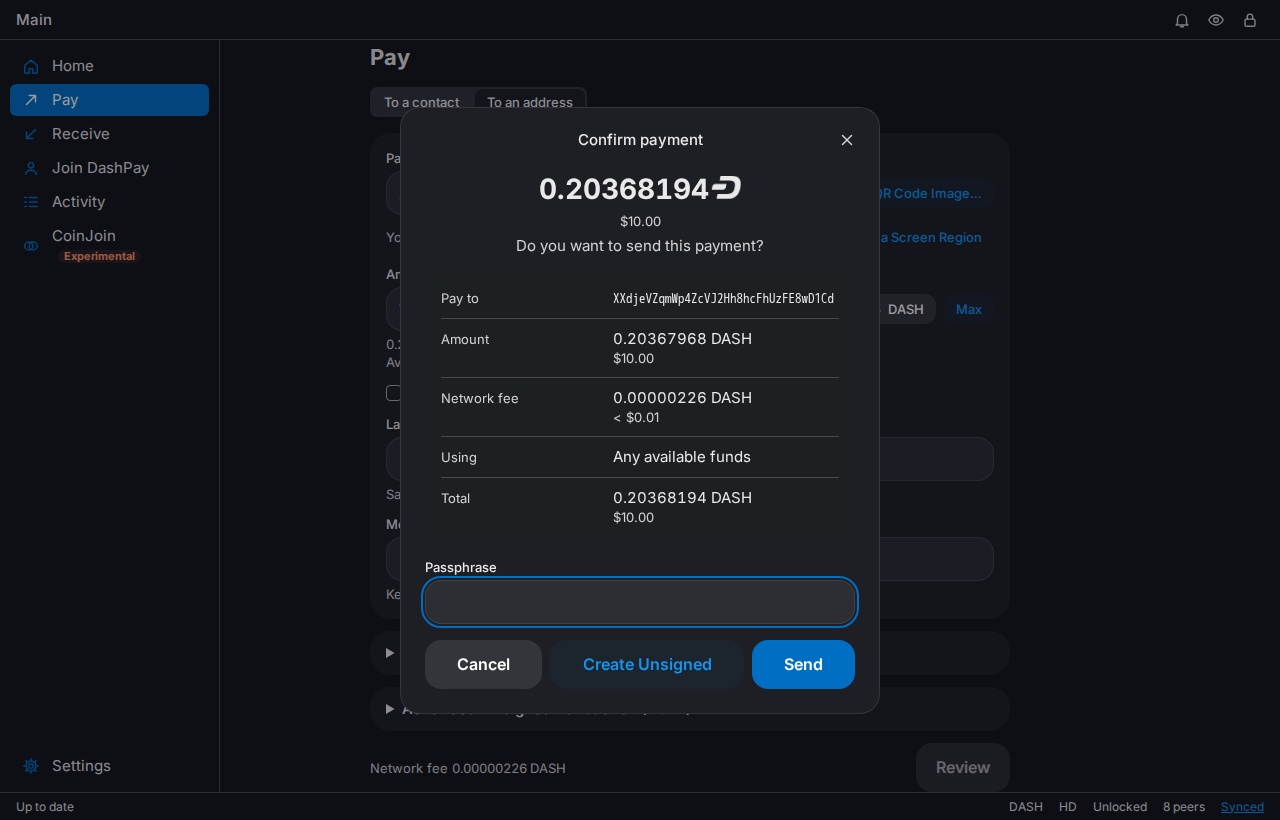 Main
Home
Pay
Receive
Join DashPay
Activity
CoinJoin
Experimental
Settings
Pay
To a contact
To an address
QR Code Image...
a Screen Region
DASH
Max
Confirm payment
0.20368194
$10.00
Do you want to send this payment?
Pay to
XXdjeVZqmWp4ZcVJ2Hh8hcFhUzFE8wD1Cd
Amount
0.20367968 DASH
$10.00
Network fee
0.00000226 DASH
< $0.01
Using
Any available funds
Total
0.20368194 DASH
$10.00
Passphrase
Cancel
Create Unsigned
Send
Network fee 0.00000226 DASH
Review
Up to date
DASH
HD
Unlocked
8 peers
Synced